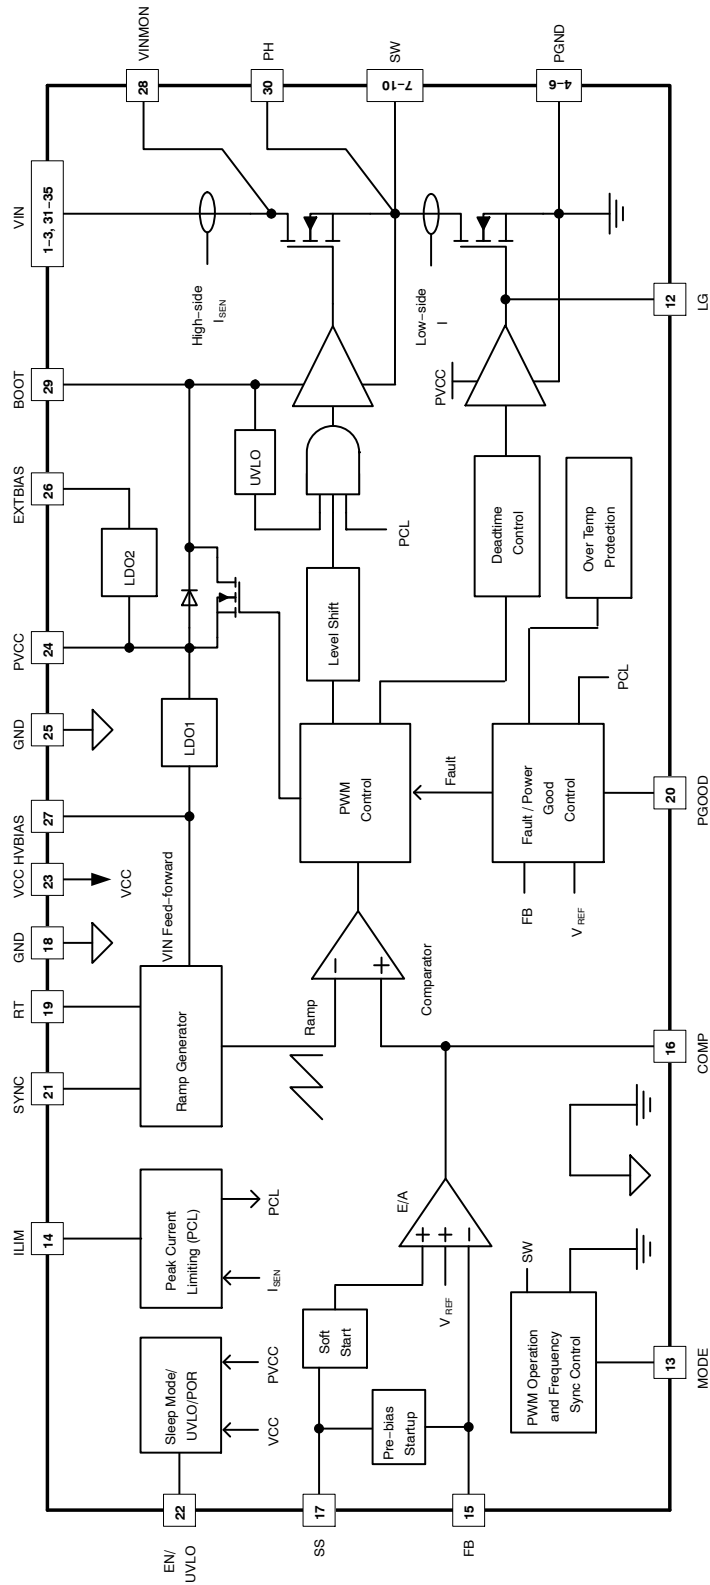 ILIM
14
SYNC
21
RT
19
GND
18
VCC
23
HVBIAS
27
GND
25
PVCC
24
EXTBIAS
26
BOOT
29
VIN
1−3, 31−35
EN/
UVLO
22
Sleep Mode/
UVLO/POR
VCC
PVCC
Peak Current
Limiting (PCL)
ISEN
PCL
Ramp Generator
VIN Feed−forward
VCC
LDO1
LDO2
UVLO
High−side
ISEN
VINMON
28
PH
30
SS
17
Soft
Start
Pre−bias
Startup
FB
15
VREF
E/A
+
+
−
Ramp
−
+
Comparator
PWM
Control
Level Shift
PCL
SW
7−10
Low−side
I
PVCC
Fault
Deadtime
Control
Fault / Power
Good
Control
FB
VREF
PCL
Over Temp
Protection
PGND
4−6
SW
PWM Operation
and Frequency
Sync Control
13
MODE
16
COMP
20
PGOOD
12
LG